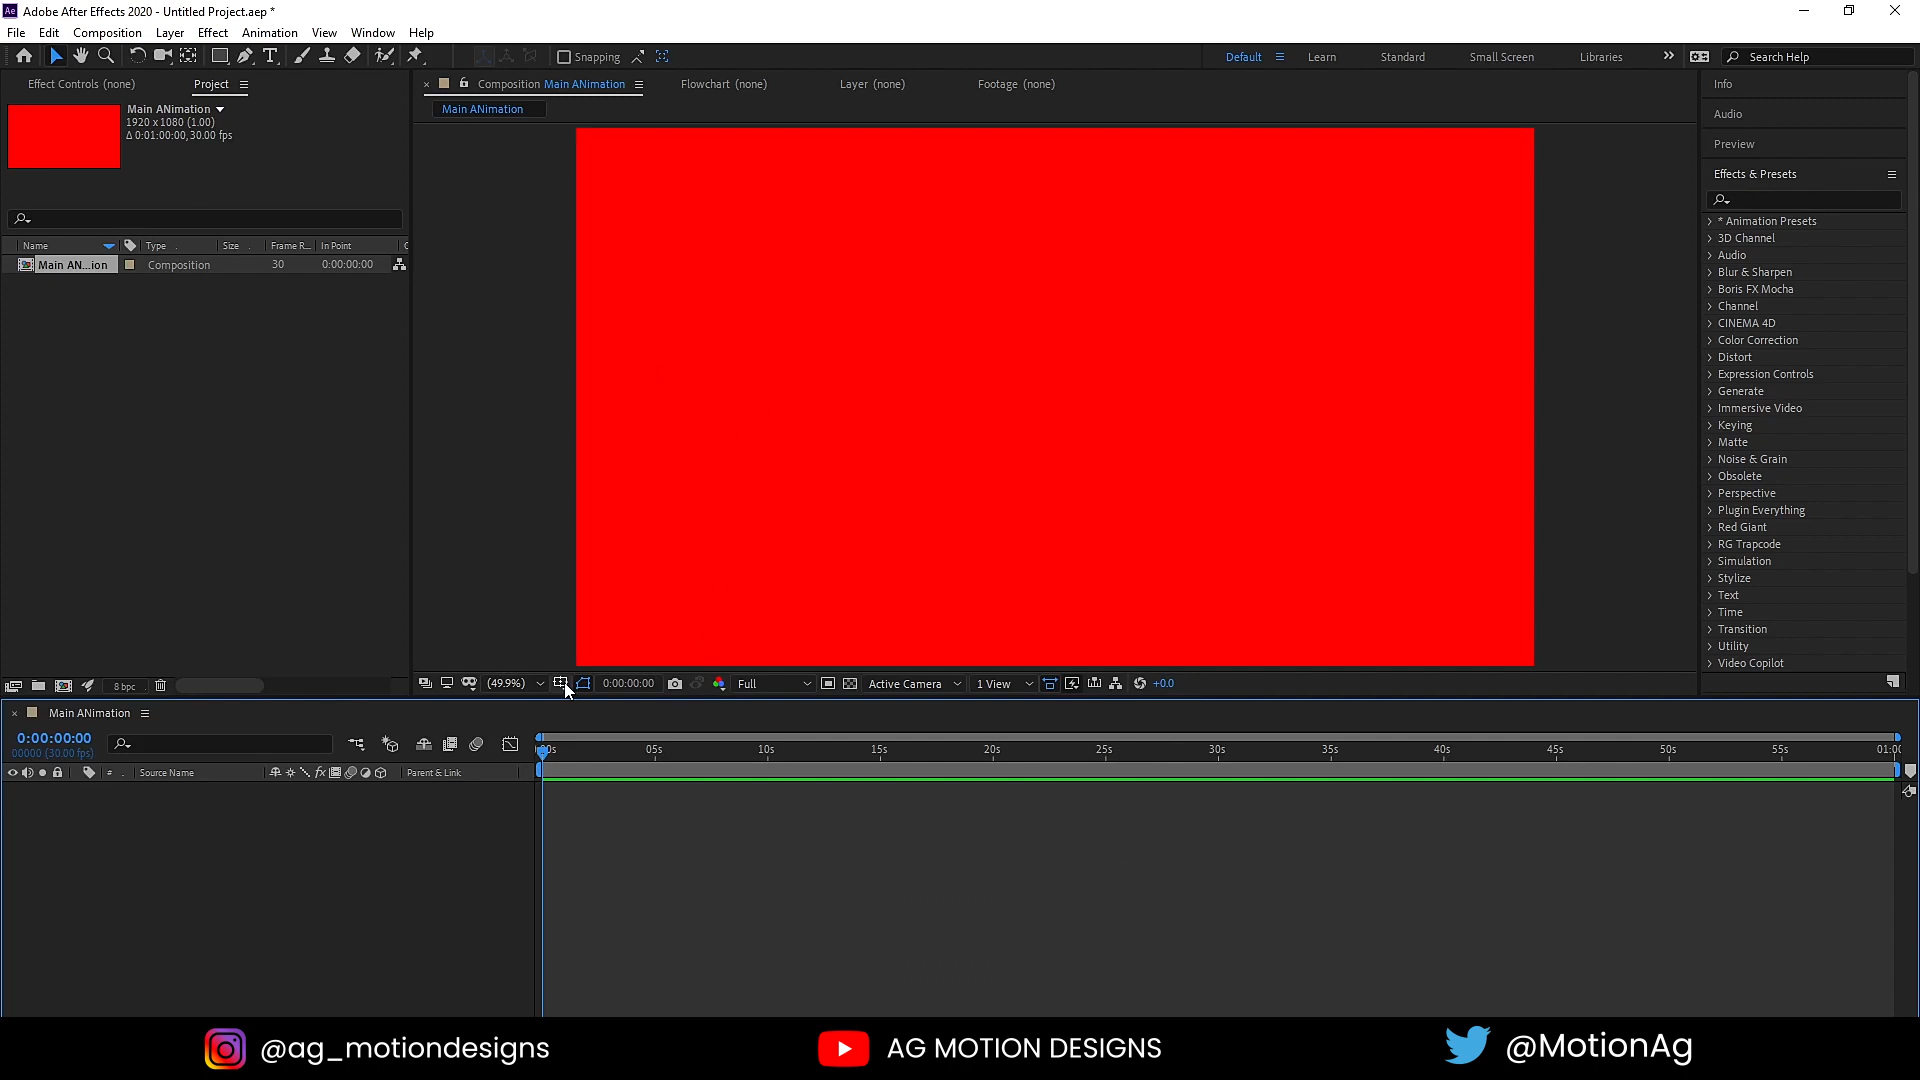 Ae Adobe After Effects 2020 - Untitled Project.aep *
File Edit Composition Layer Effect Animation View Window Help
Snapping Default Learn Standard Small Screen Libraries Search Help
Effect Controls (none) Project
Main ANimation
1920 x 1080 (1.00)
Δ 0:01:00:00, 30.00 fps
Name Type Size Frame R... In Point
Main AN...ion Composition 30 0:00:00:00
8 bpc
Composition Main ANimation Flowchart (none) Layer (none) Footage (none)
Main ANimation
(49.9%) 0:00:00:00 Full Active Camera 1 View +0.0
Info
Audio
Preview
Effects & Presets
* Animation Presets
3D Channel
Audio
Blur & Sharpen
Boris FX Mocha
Channel
CINEMA 4D
Color Correction
Distort
Expression Controls
Generate
Immersive Video
Keying
Matte
Noise & Grain
Obsolete
Perspective
Plugin Everything
Red Giant
RG Trapcode
Simulation
Stylize
Text
Time
Transition
Utility
Video Copilot
Main ANimation
0:00:00:00
00000 (30.00 fps)
# Source Name fx Parent & Link
05s 10s 15s 20s 25s 30s 35s 40s 45s 50s 55s
@ag_motiondesigns AG MOTION DESIGNS @MotionAg